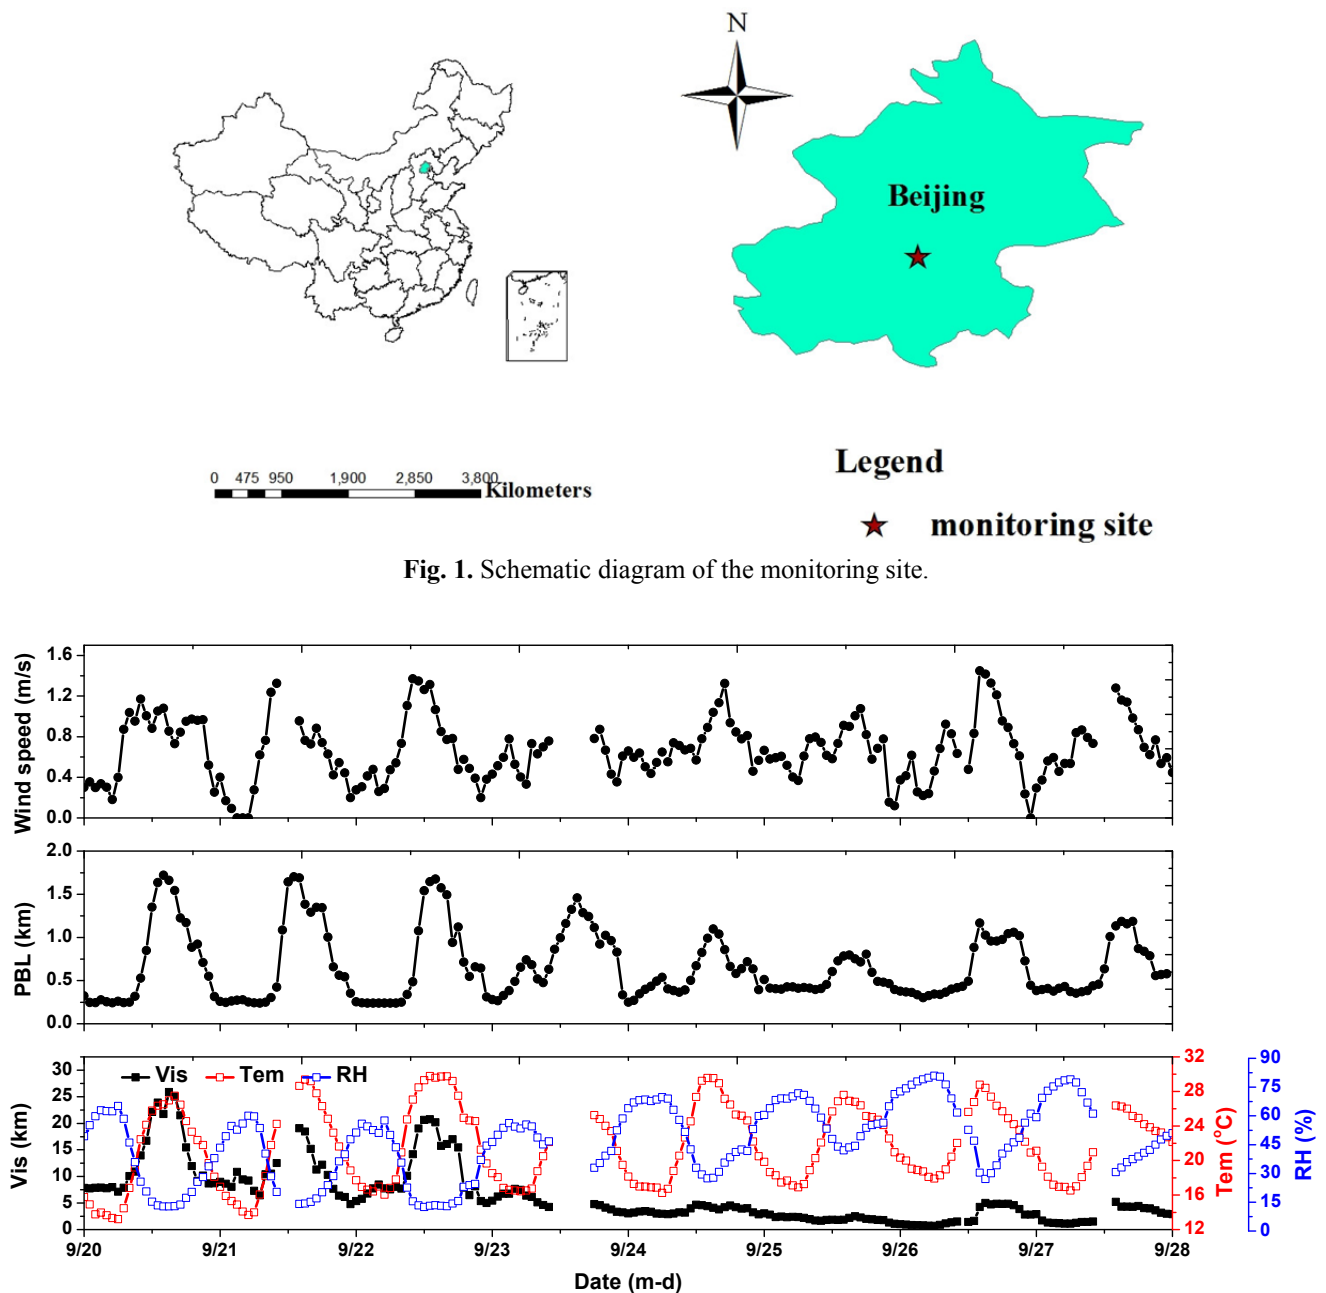 N
Beijing
0 475 950 1,900 2,850 3,800
Kilometers
Legend
monitoring site
Fig. 1. Schematic diagram of the monitoring site.
Wind speed (m/s)
1.6
1.2
0.8
0.4
0.0
PBL (km)
2.0
1.5
1.0
0.5
0.0
Vis (km)
30
25
20
15
10
5
0
Vis Tem RH
32
28
24
20
16
12
Tem (°C)
90
75
60
45
30
15
0
RH (%)
9/20 9/21 9/22 9/23 9/24 9/25 9/26 9/27 9/28
Date (m-d)